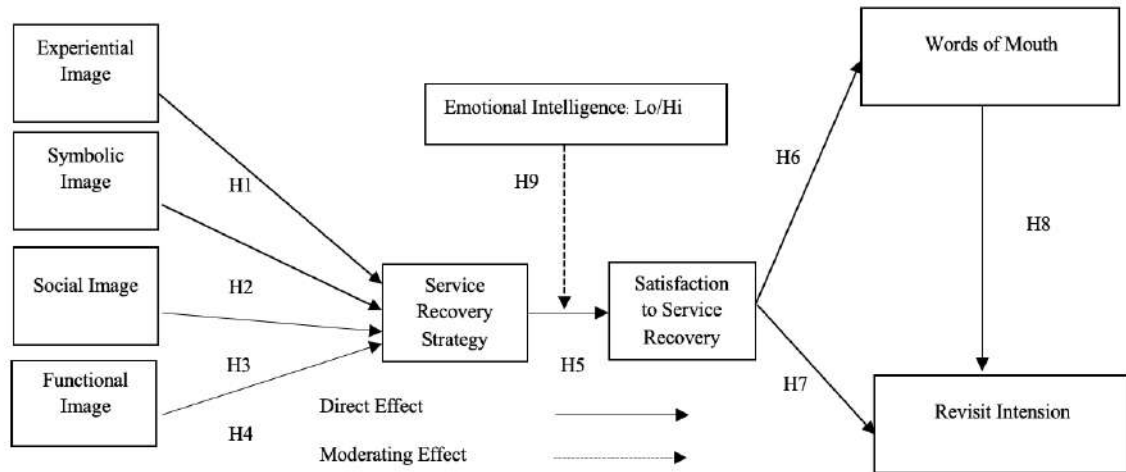 Experiential
Image
Symbolic
Image
Social Image
Functional
Image
H1
H2
H3
H4
Service
Recovery
Strategy
Emotional Intelligence: Lo/Hi
H9
H5
Satisfaction
to Service
Recovery
H6
H7
Words of Mouth
H8
Revisit Intension
Direct Effect
Moderating Effect